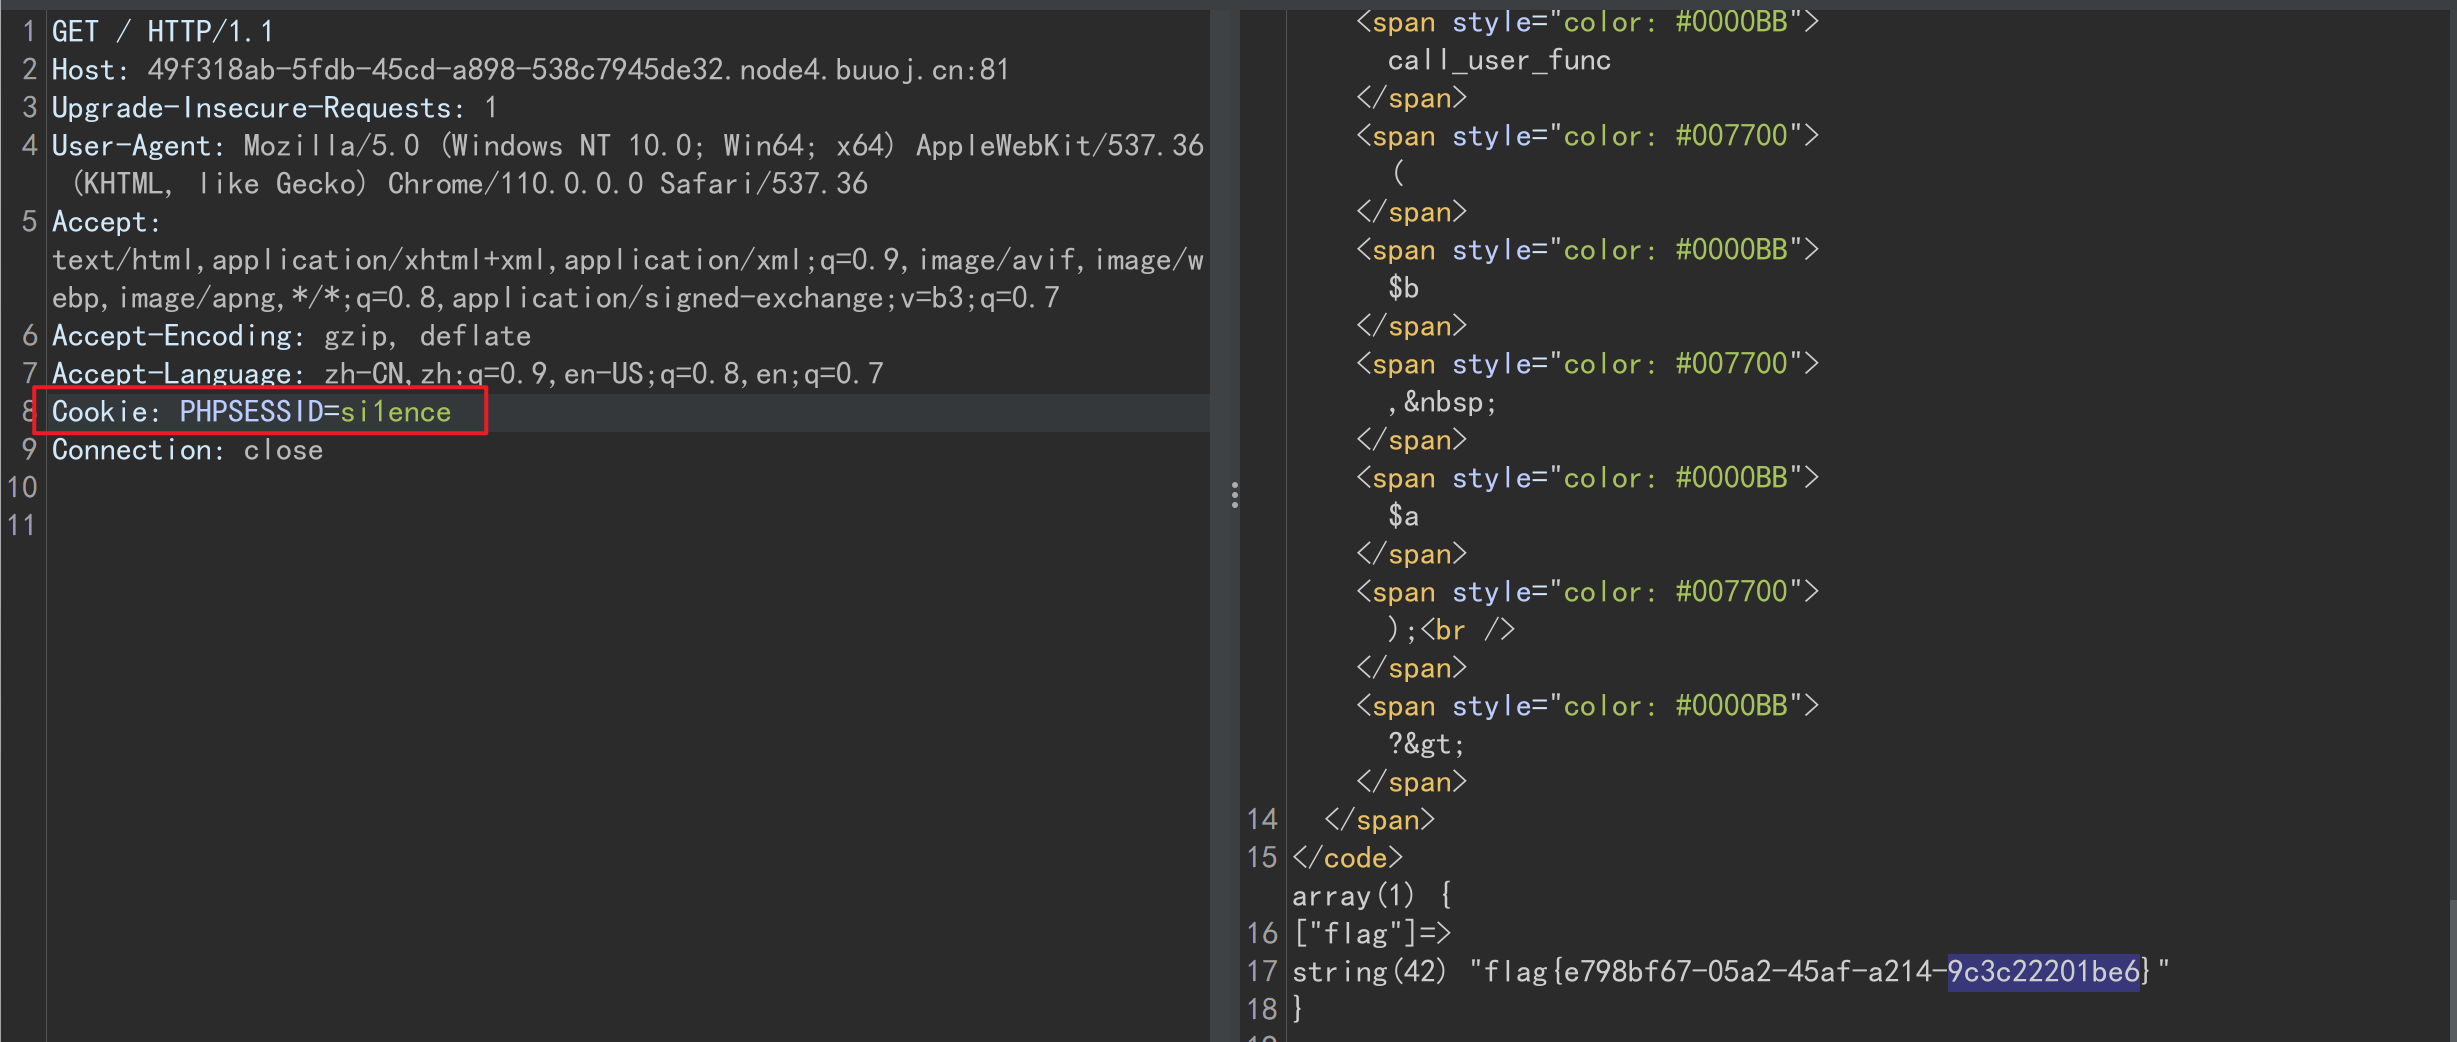 1 GET / HTTP/1.1
2 Host: 49f318ab-5fdb-45cd-a898-538c7945de32.node4.buuoj.cn:81
3 Upgrade-Insecure-Requests: 1
4 User-Agent: Mozilla/5.0 (Windows NT 10.0; Win64; x64) AppleWebKit/537.36
(KHTML, like Gecko) Chrome/110.0.0.0 Safari/537.36
5 Accept:
text/html,application/xhtml+xml,application/xml;q=0.9,image/avif,image/w
ebp,image/apng,*/*;q=0.8,application/signed-exchange;v=b3;q=0.7
6 Accept-Encoding: gzip, deflate
7 Accept-Language: zh-CN,zh;q=0.9,en-US;q=0.8,en;q=0.7
8 Cookie: PHPSESSID=si1ence
9 Connection: close
10
11
<span style="color: #0000BB">
call_user_func
</span>
<span style="color: #007700">
(
</span>
<span style="color: #0000BB">
$b
</span>
<span style="color: #007700">
,&nbsp;
</span>
<span style="color: #0000BB">
$a
</span>
<span style="color: #007700">
);<br />
</span>
<span style="color: #0000BB">
?&gt;
</span>
14 </span>
15 </code>
array(1) {
16 ["flag"]=>
17 string(42) "flag{e798bf67-05a2-45af-a214-9c3c22201be6}"
18 }